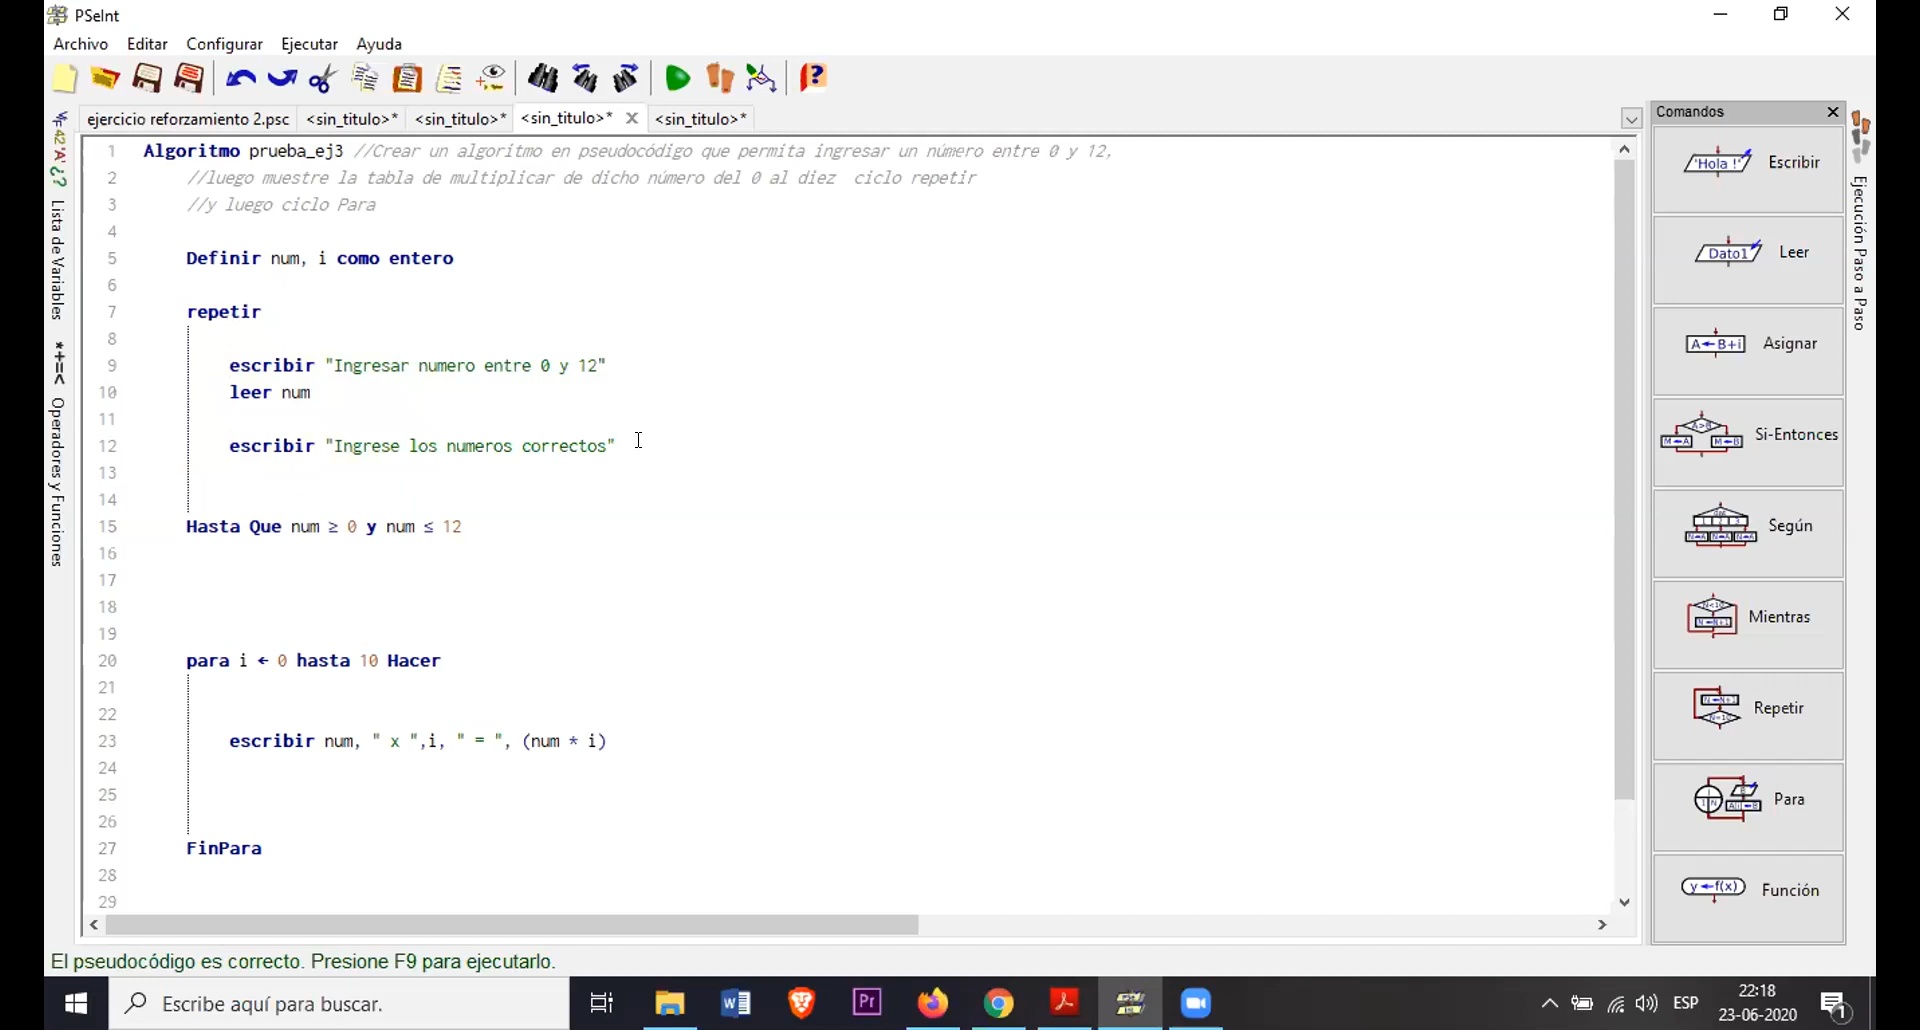 PSeInt
Archivo Editar Configurar Ejecutar Ayuda
ejercicio reforzamiento 2.psc <sin_titulo>* <sin_titulo>* <sin_titulo>* <sin_titulo>*
1 Algoritmo prueba_ej3 //Crear un algoritmo en pseudocódigo que permita ingresar un número entre 0 y 12,
2 //luego muestre la tabla de multiplicar de dicho número del 0 al diez ciclo repetir
3 //y luego ciclo Para
4
5 Definir num, i como entero
6
7 repetir
8
9 escribir "Ingresar numero entre 0 y 12"
10 leer num
11
12 escribir "Ingrese los numeros correctos"
13
14
15 Hasta Que num ≥ 0 y num ≤ 12
16
17
18
19
20 para i ← 0 hasta 10 Hacer
21
22
23 escribir num, " x ",i, " = ", (num * i)
24
25
26
27 FinPara
28
29
El pseudocódigo es correcto. Presione F9 para ejecutarlo.
Lista de Variables
Operadores y Funciones
Comandos
'Hola !' Escribir
Dato1 Leer
A←B+i Asignar
Si-Entonces
Según
Mientras
Repetir
Para
y←f(x) Función
Ejecución Paso a Paso
Escribe aquí para buscar.
ESP
22:18
23-06-2020
1